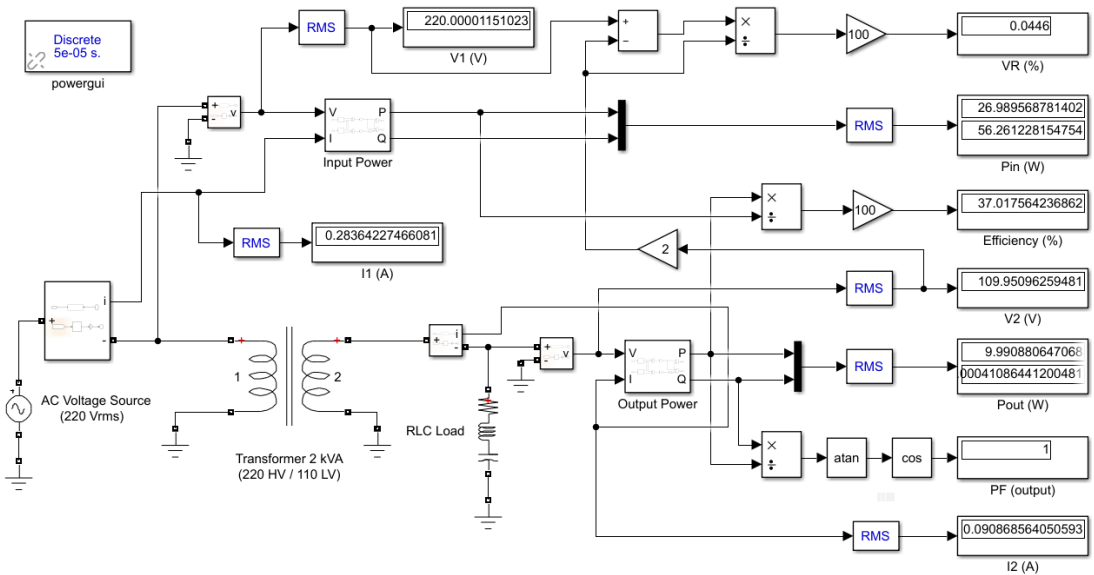 Discrete
5e-05 s.
powergui
RMS
220.00001151023
V1 (V)
+
−
×
÷
100
0.0446
VR (%)
+
-
v
V
I
P
Q
Input Power
RMS
26.989568781402
56.261228154754
Pin (W)
RMS
0.28364227466081
I1 (A)
×
÷
100
37.017564236862
Efficiency (%)
2
RMS
109.95096259481
V2 (V)
+
i
-
AC Voltage Source
(220 Vrms)
+
+
1
2
+
Transformer 2 kVA
(220 HV / 110 LV)
+
i
-
RLC Load
+
-
v
V
I
P
Q
Output Power
RMS
9.990880647068
00041086441200481
Pout (W)
×
÷
atan
cos
1
PF (output)
RMS
0.090868564050593
I2 (A)